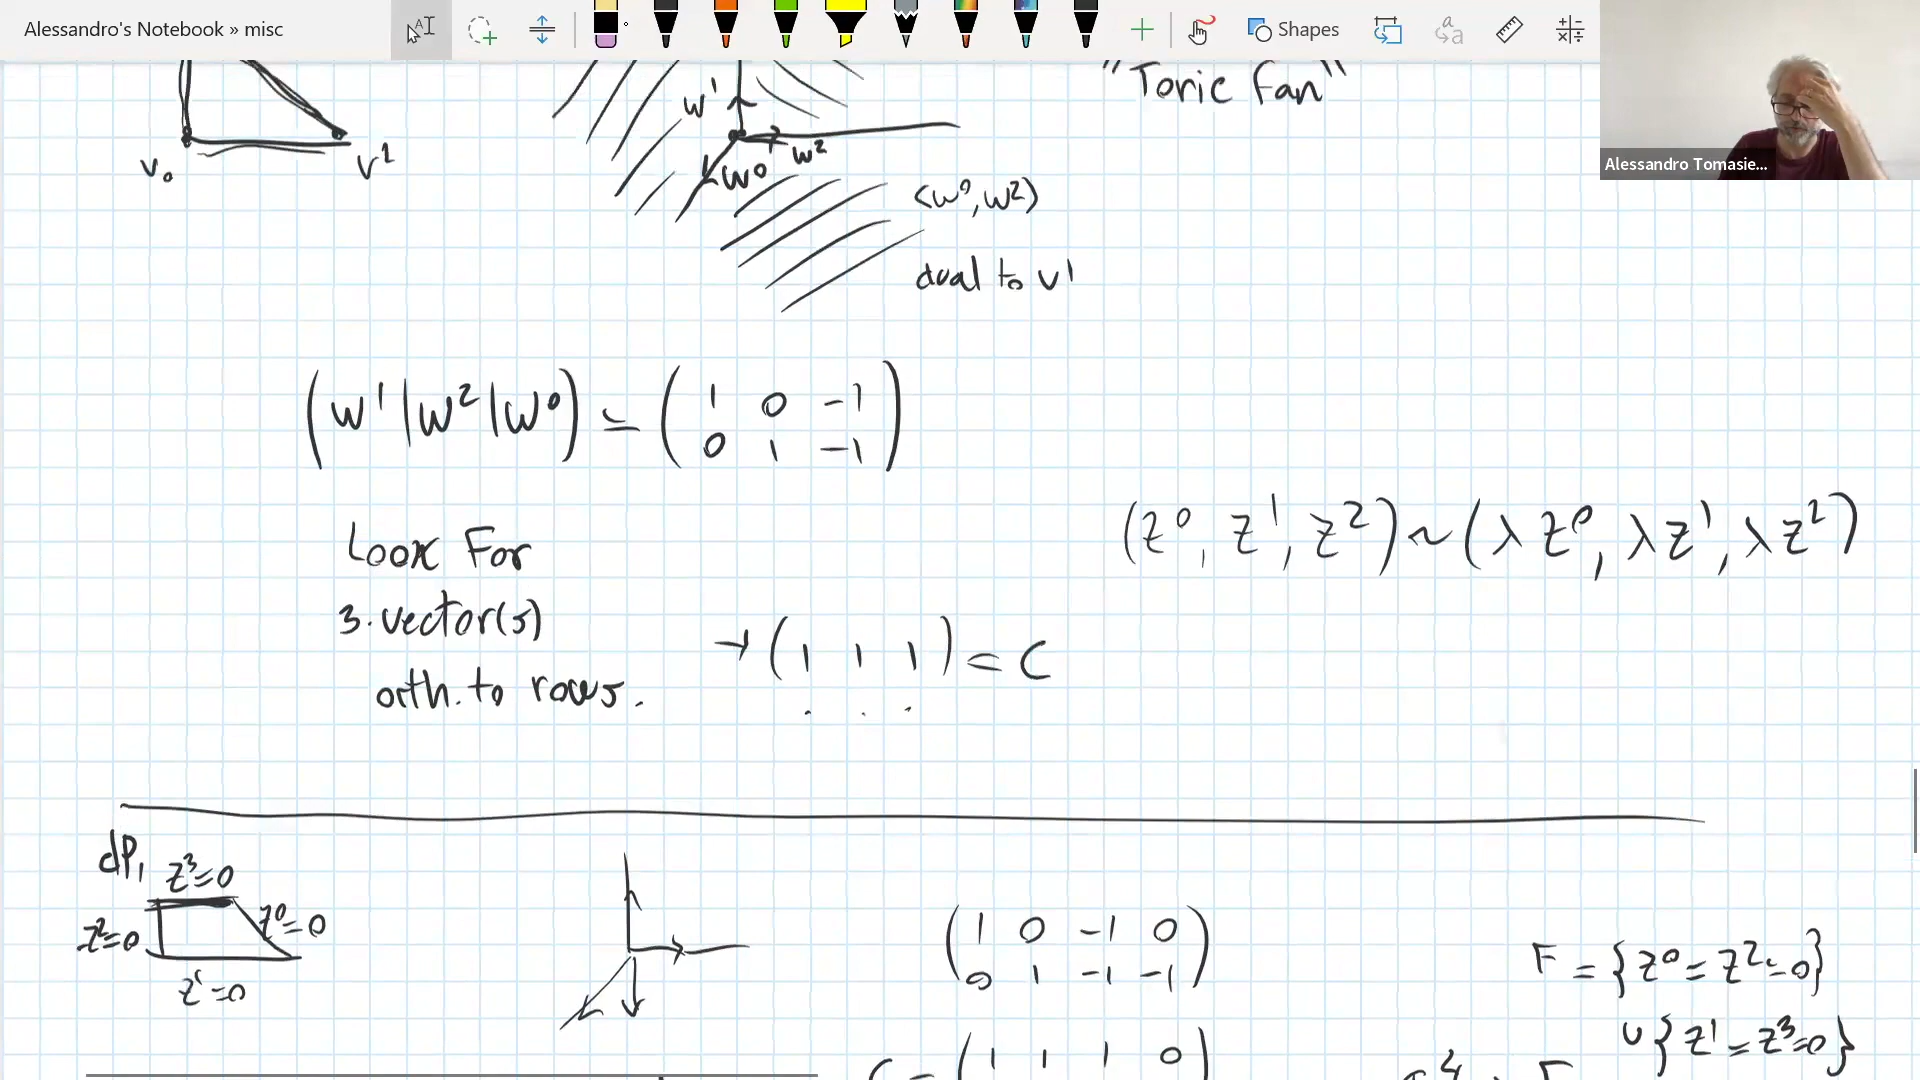 Alessandro's Notebook » misc
Shapes
Alessandro Tomasie...
"Toric Fan"
w¹
w²
w⁰
v₀
v²
(w⁰, w²)
dual to v¹
(w¹|w²|w⁰) = ( 1 0 -1
0 1 -1 )
(z⁰, z¹, z²) ~ (λz⁰, λz¹, λz²)
Look For
3-vector(s)
orth. to rows.
→ (1 1 1) = C
dP₁
z³=0
z²=0
z⁰=0
z¹=0
( 1 0 -1 0
0 1 -1 -1 )
F = {z⁰=z²=0}
∪ {z¹=z³=0}
( 1 1 1 0 )